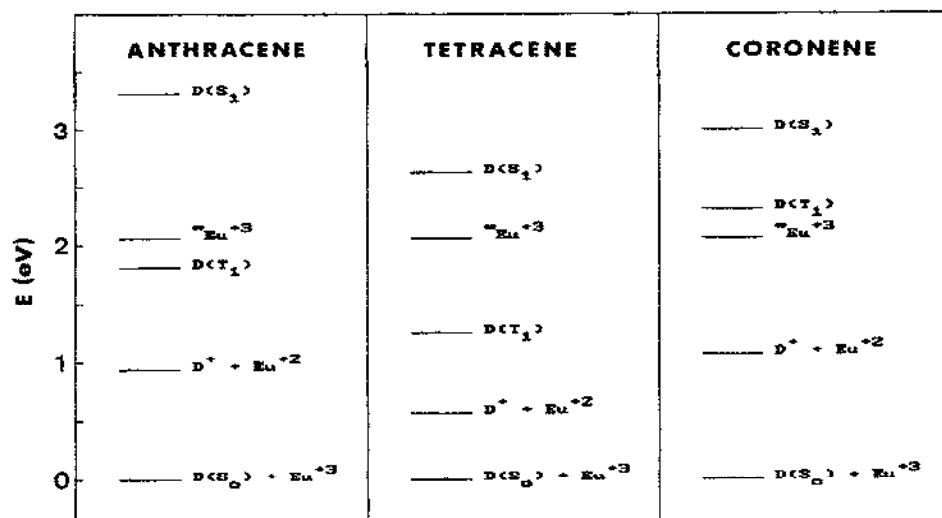 ANTHRACENE TETRACENE CORONENE
D(S₁)
3
D(S₁)
D(S₁)
D(T₁)
*Eu⁺³
*Eu⁺³
*Eu⁺³
2
D(T₁)
E (eV)
D(T₁)
D⁺ + Eu⁺²
D⁺ + Eu⁺²
1
D⁺ + Eu⁺²
0
D(S₀) + Eu⁺³
D(S₀) + Eu⁺³
D(S₀) + Eu⁺³